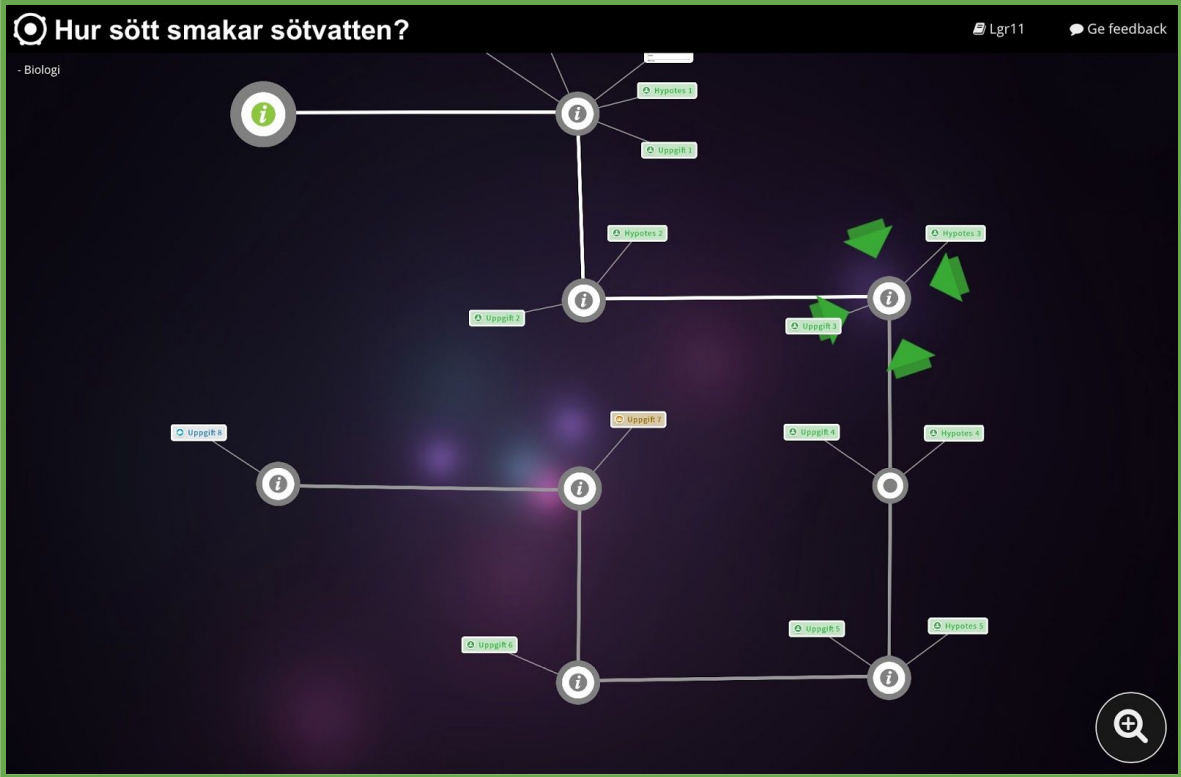 Hur sött smakar sötvatten?
Lgr11
Ge feedback
- Biologi
Hypotes 1
Uppgift 1
Hypotes 2
Hypotes 3
Uppgift 2
Uppgift 3
Uppgift 7
Uppgift 8
Uppgift 4
Hypotes 4
Uppgift 5
Hypotes 5
Uppgift 6